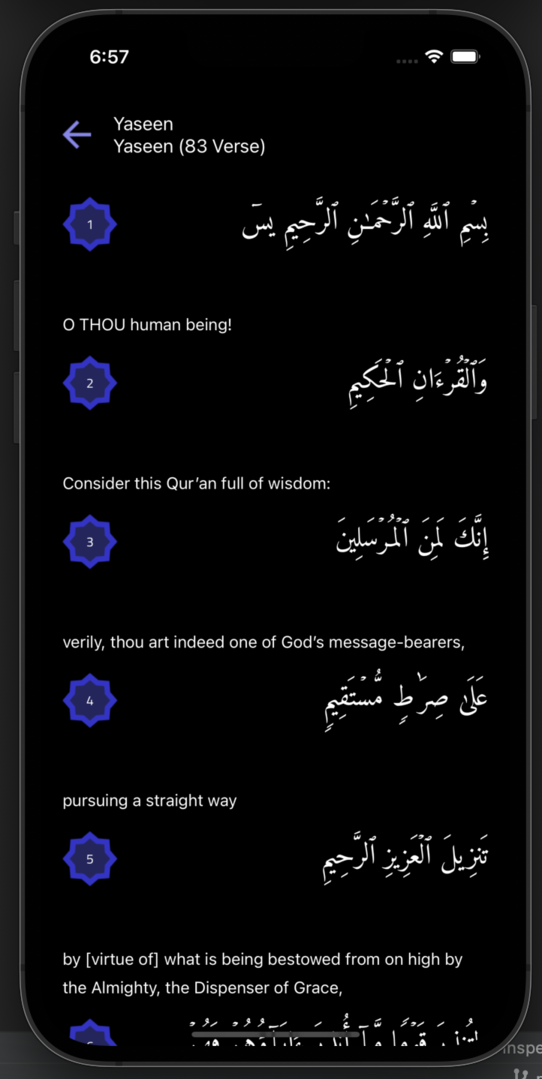 6:57
Yaseen
Yaseen (83 Verse)
1
بِسْمِ ٱللَّهِ ٱلرَّحْمَـٰنِ ٱلرَّحِيمِ يسٓ
O THOU human being!
2
وَٱلْقُرْءَانِ ٱلْحَكِيمِ
Consider this Qur’an full of wisdom:
3
إِنَّكَ لَمِنَ ٱلْمُرْسَلِينَ
verily, thou art indeed one of God’s message-bearers,
4
عَلَىٰ صِرَٰطٍ مُّسْتَقِيمٍ
pursuing a straight way
5
تَنزِيلَ ٱلْعَزِيزِ ٱلرَّحِيمِ
by [virtue of] what is being bestowed from on high by
the Almighty, the Dispenser of Grace,